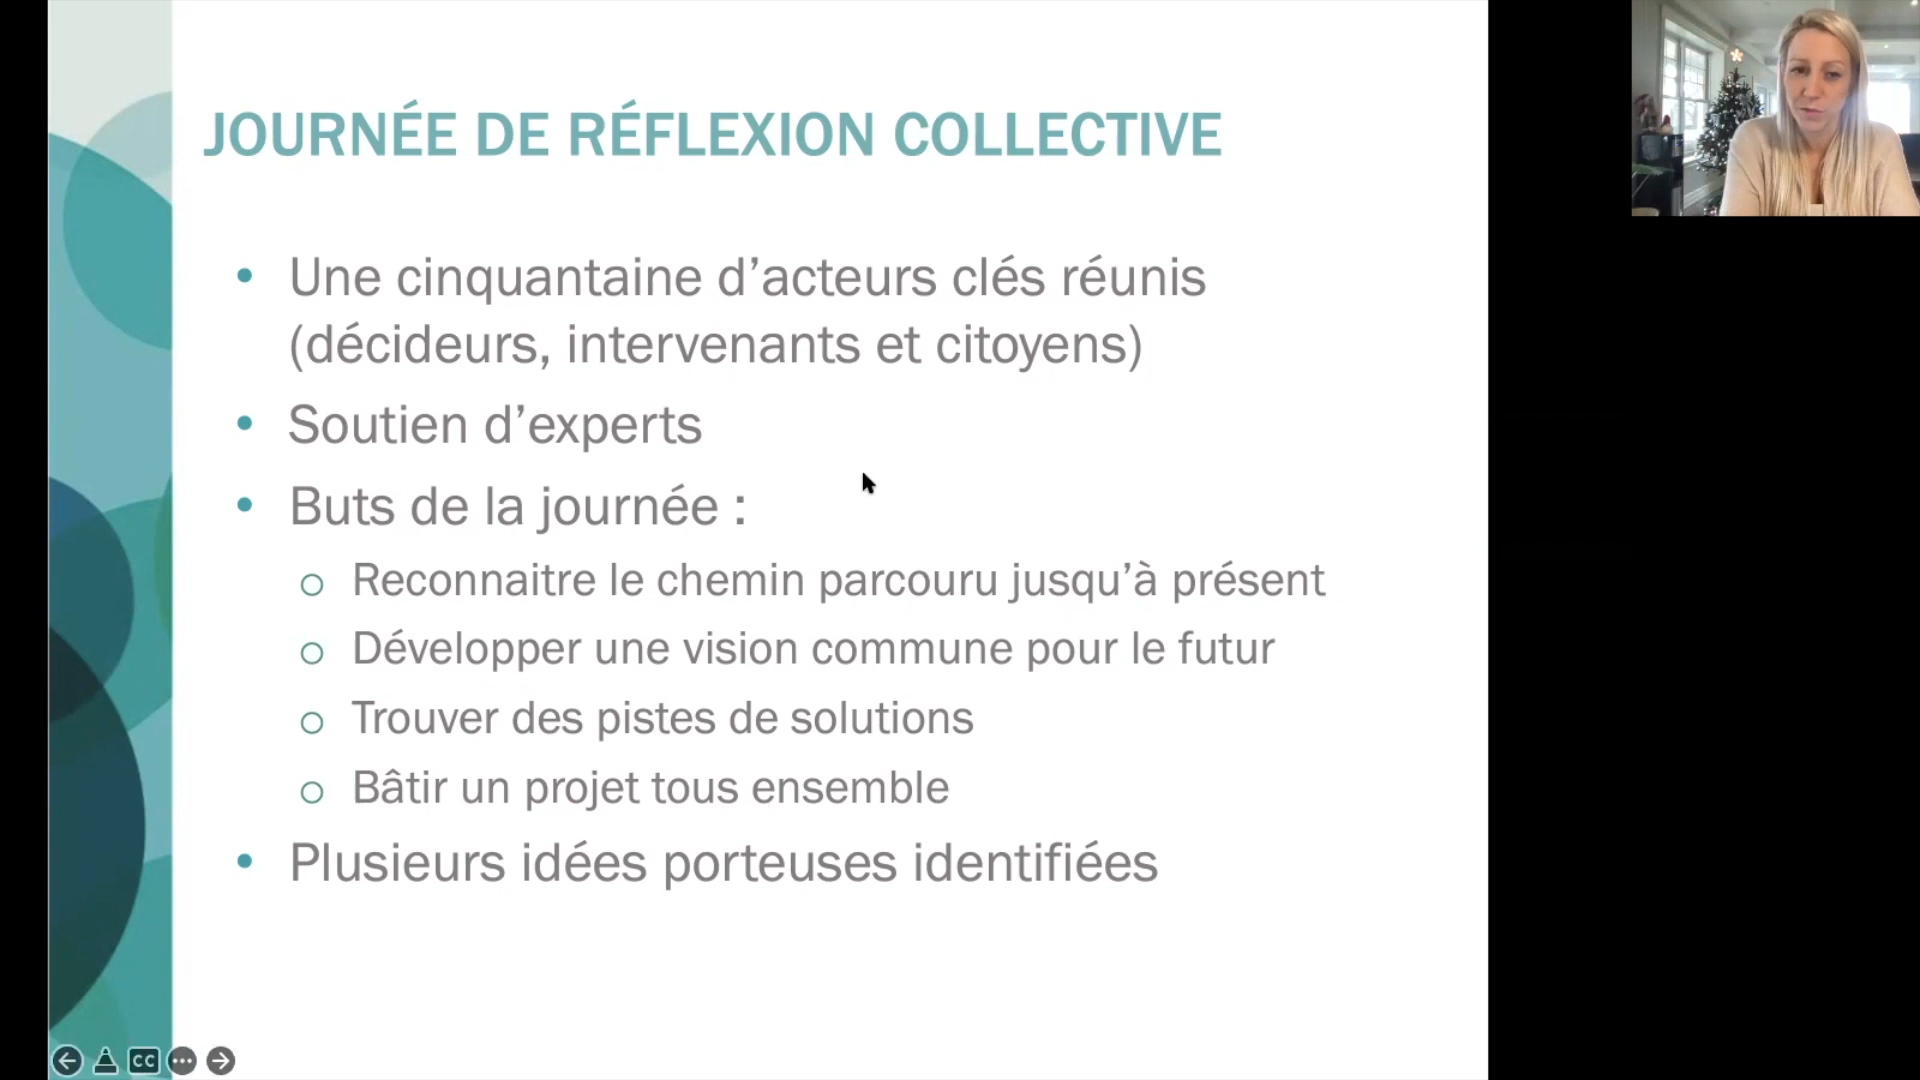 JOURNÉE DE RÉFLEXION COLLECTIVE
• Une cinquantaine d’acteurs clés réunis
(décideurs, intervenants et citoyens)
• Soutien d’experts
• Buts de la journée :
o Reconnaitre le chemin parcouru jusqu’à présent
o Développer une vision commune pour le futur
o Trouver des pistes de solutions
o Bâtir un projet tous ensemble
• Plusieurs idées porteuses identifiées
CC